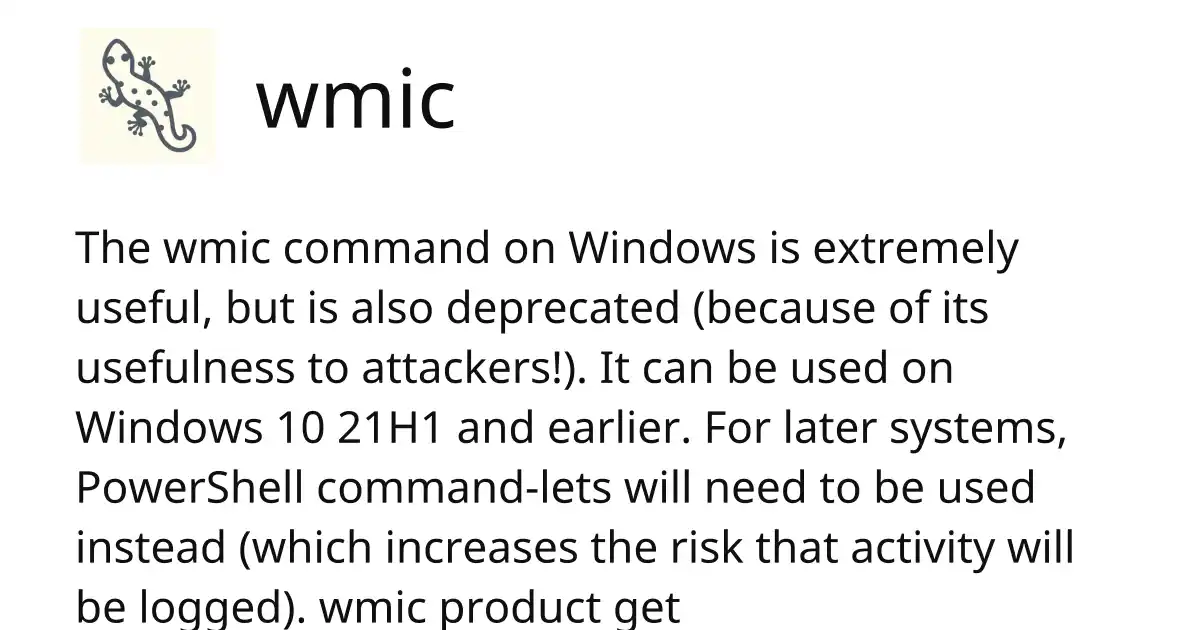 wmic
The wmic command on Windows is extremely
useful, but is also deprecated (because of its
usefulness to attackers!). It can be used on
Windows 10 21H1 and earlier. For later systems,
PowerShell command-lets will need to be used
instead (which increases the risk that activity will
be logged). wmic product get